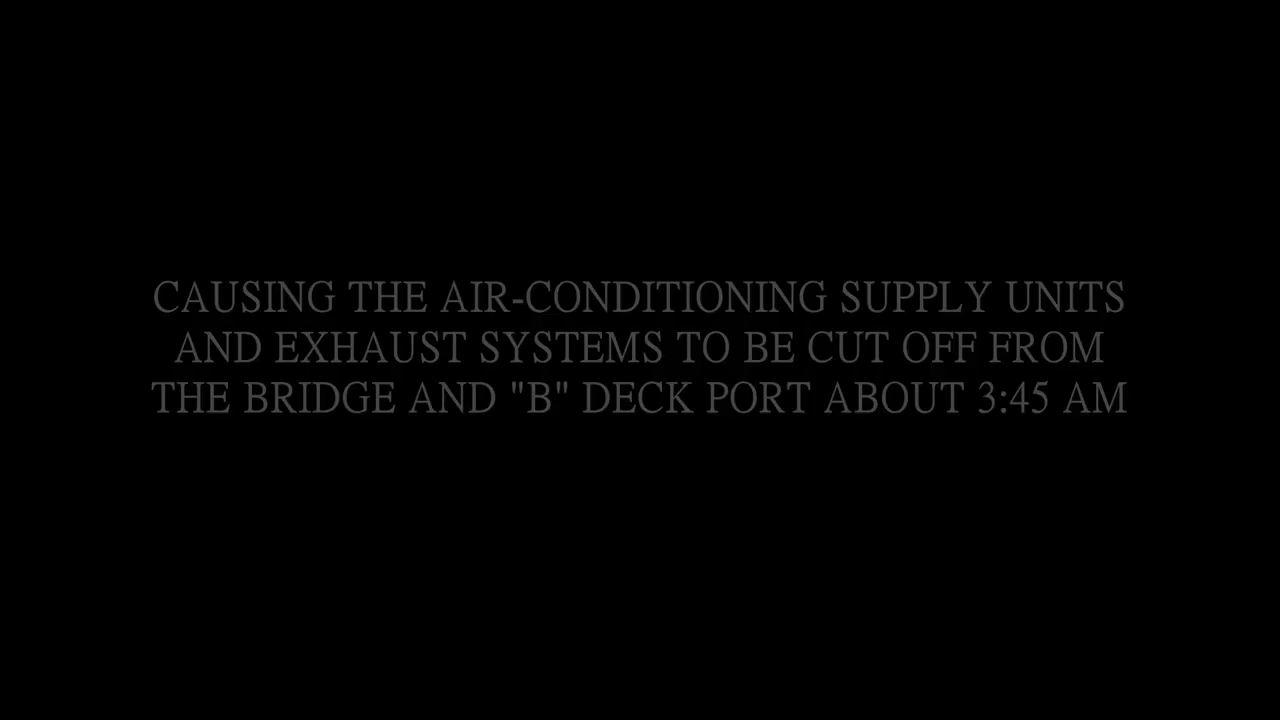 CAUSING THE AIR-CONDITIONING SUPPLY UNITS
AND EXHAUST SYSTEMS TO BE CUT OFF FROM
THE BRIDGE AND "B" DECK PORT ABOUT 3:45 AM